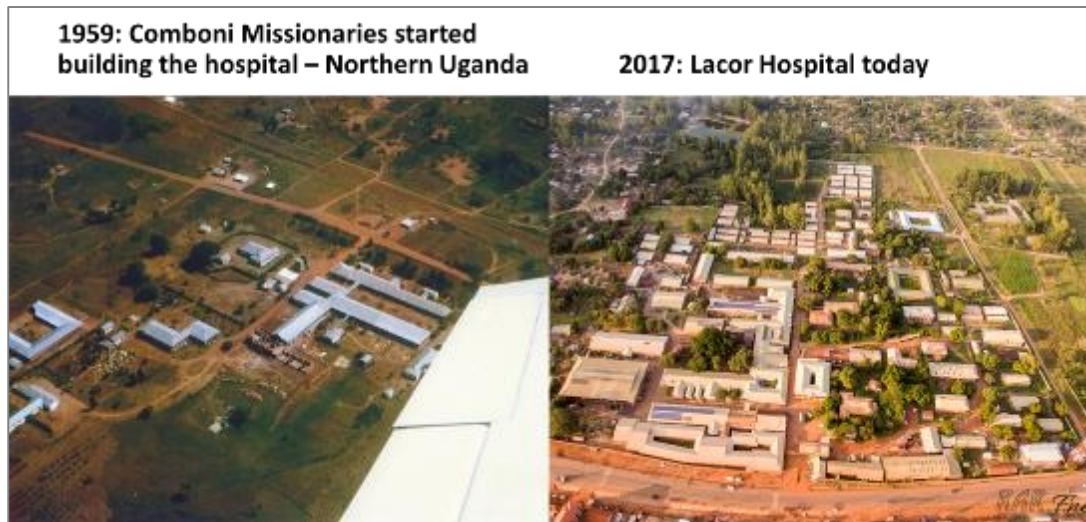 1959: Comboni Missionaries started
building the hospital – Northern Uganda
2017: Lacor Hospital today